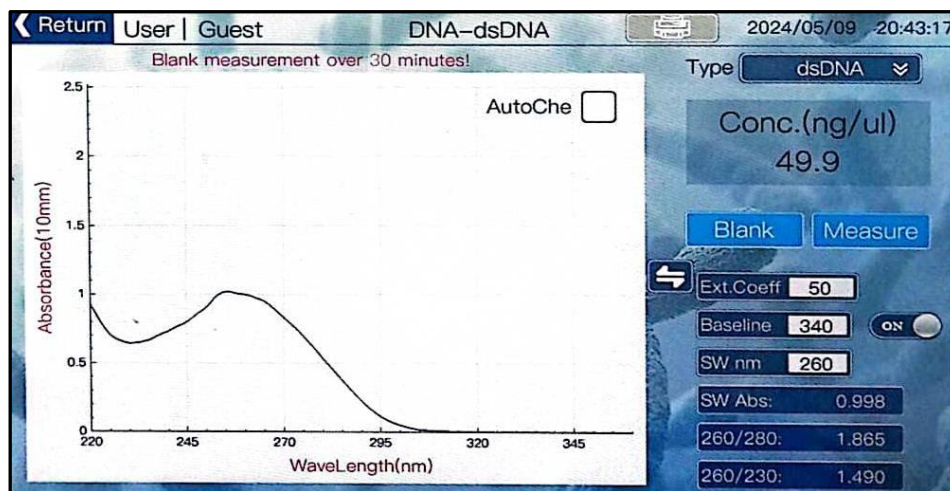 Return User | Guest DNA-dsDNA 2024/05/09 20:43:17
Blank measurement over 30 minutes!
Type dsDNA
AutoChe
Conc.(ng/ul)
49.9
Blank Measure
Ext.Coeff 50
Baseline 340 ON
SW nm 260
SW Abs: 0.998
260/280: 1.865
260/230: 1.490
2.5
2
1.5
1
0.5
0
Absorbance(10mm)
220 245 270 295 320 345
WaveLength(nm)